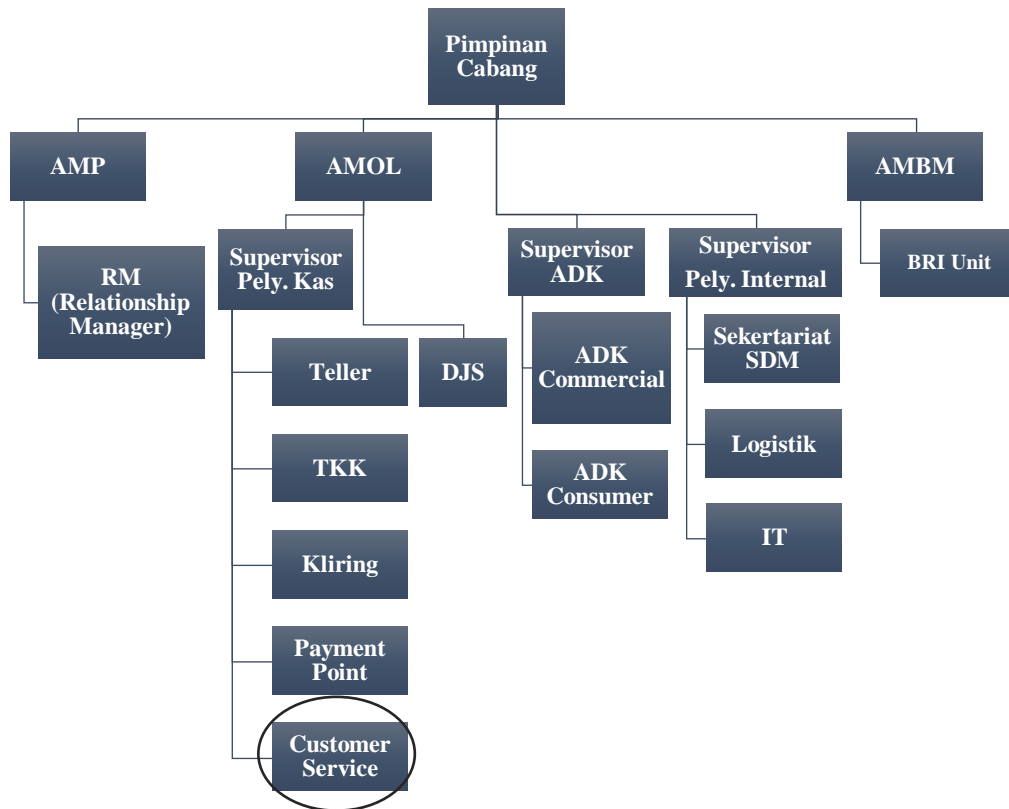 Pimpinan
Cabang
AMP
AMOL
AMBM
RM
(Relationship
Manager)
Supervisor
Pely. Kas
Supervisor
ADK
Supervisor
Pely. Internal
BRI Unit
Teller
DJS
ADK
Commercial
Sekertariat
SDM
TKK
ADK
Consumer
Logistik
Kliring
IT
Payment
Point
Customer
Service